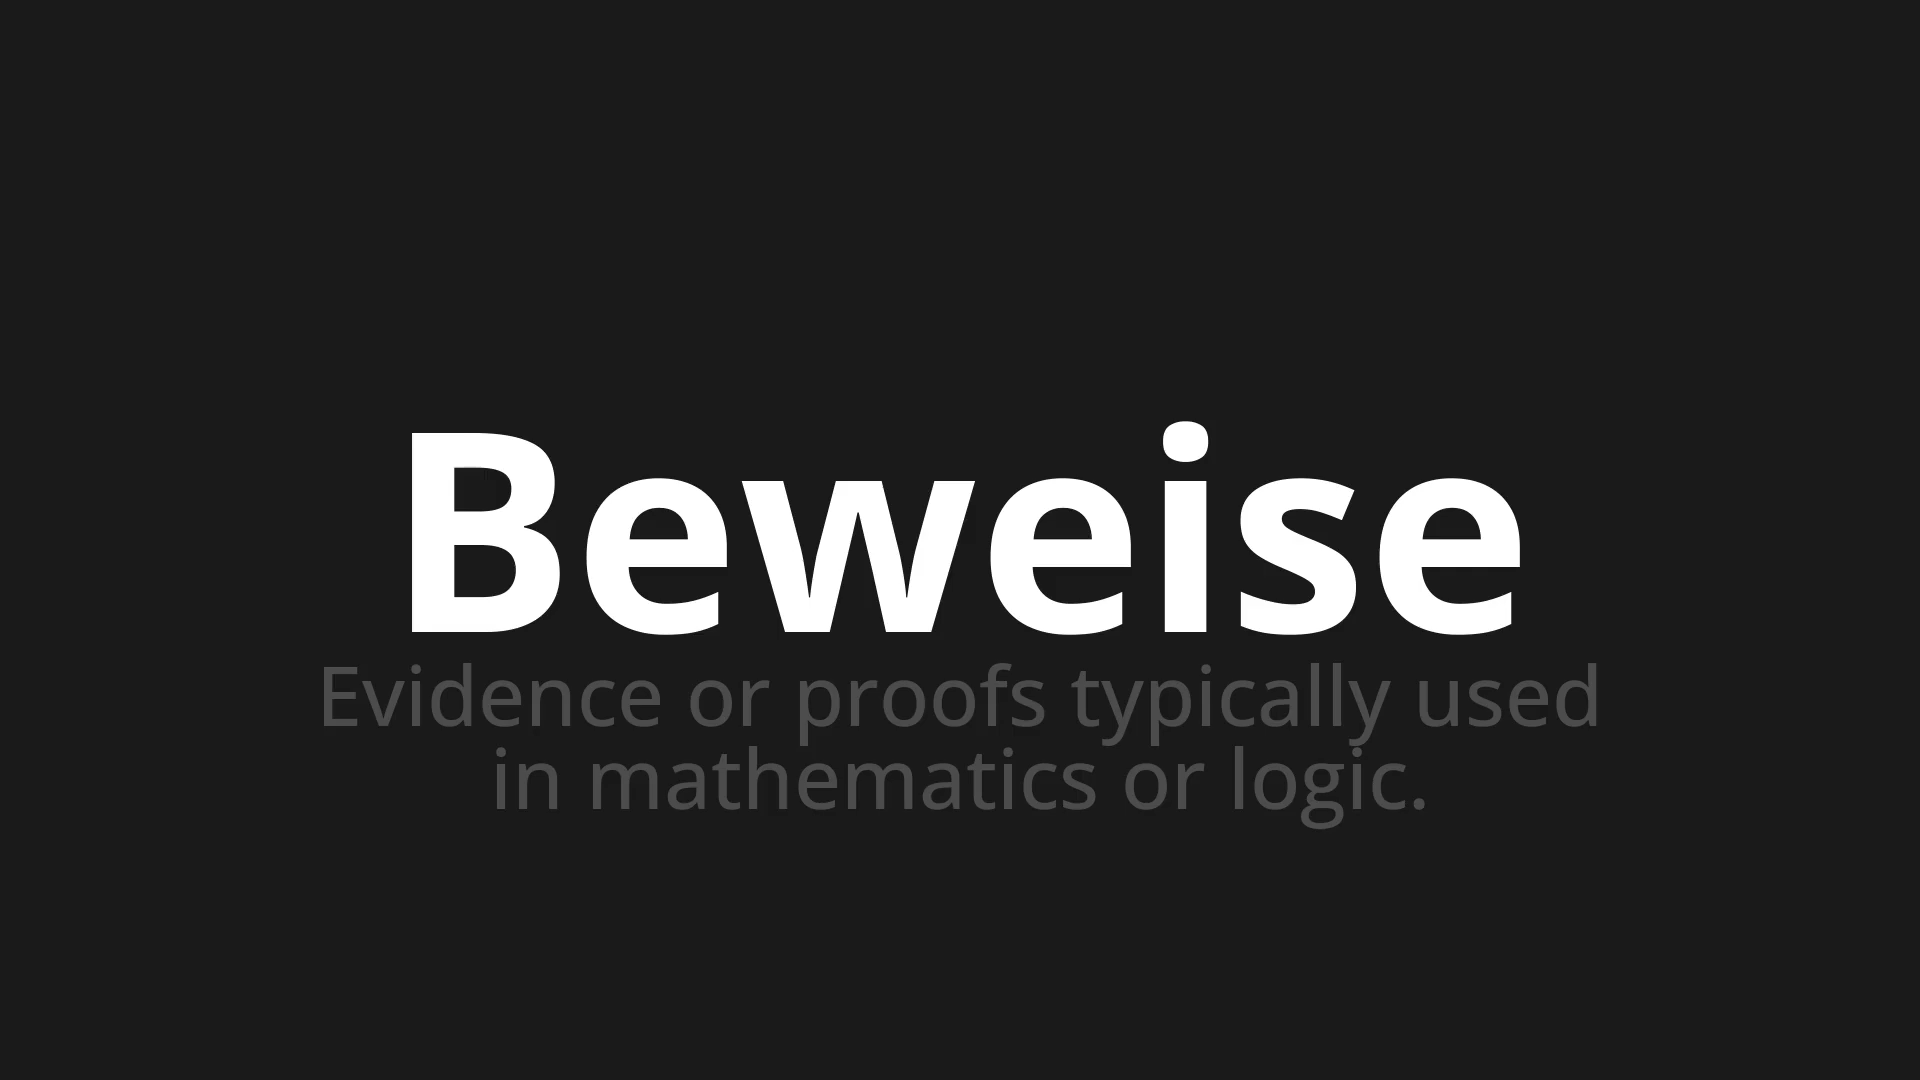 Beweise
Evidence or proofs typically used
in mathematics or logic.